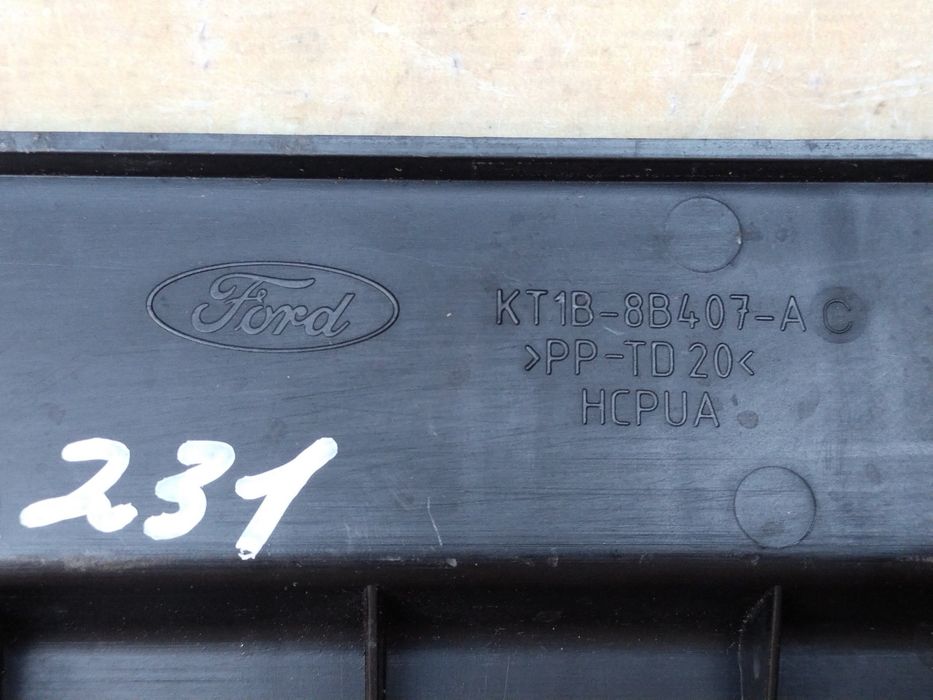 Ford
KT1B-8B407-AC
>PP-TD20<
HCPUA
231